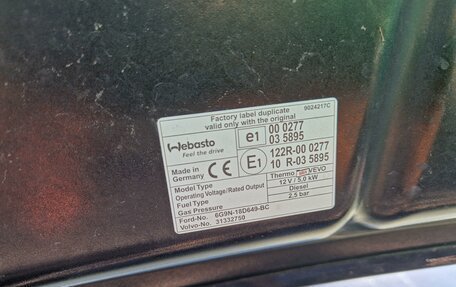 Factory label duplicate
valid only with the original
9024217C
Webasto
Feel the drive
e1
00 0277
03 5895
Made in
Germany
CE
E1
122R-00 0277
10 R-03 5895
Model Type
Thermo EVO
Operating Voltage/Rated Output
12 V / 5,0 kW
Fuel Type
Diesel
Gas Pressure
2.5 bar
Ford-No. 6G9N-18D649-BC
Volvo-No. 31332750